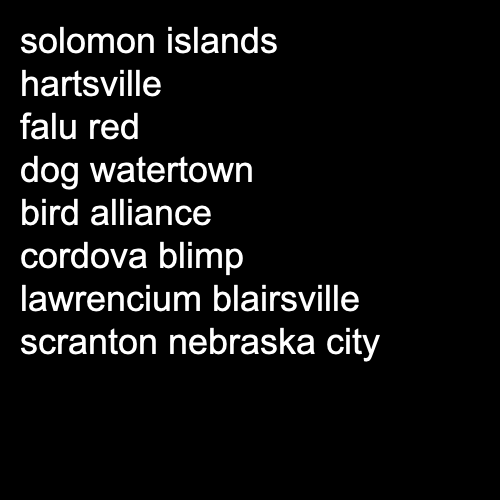 solomon islands
hartsville
falu red
dog watertown
bird alliance
cordova blimp
lawrencium blairsville
scranton nebraska city